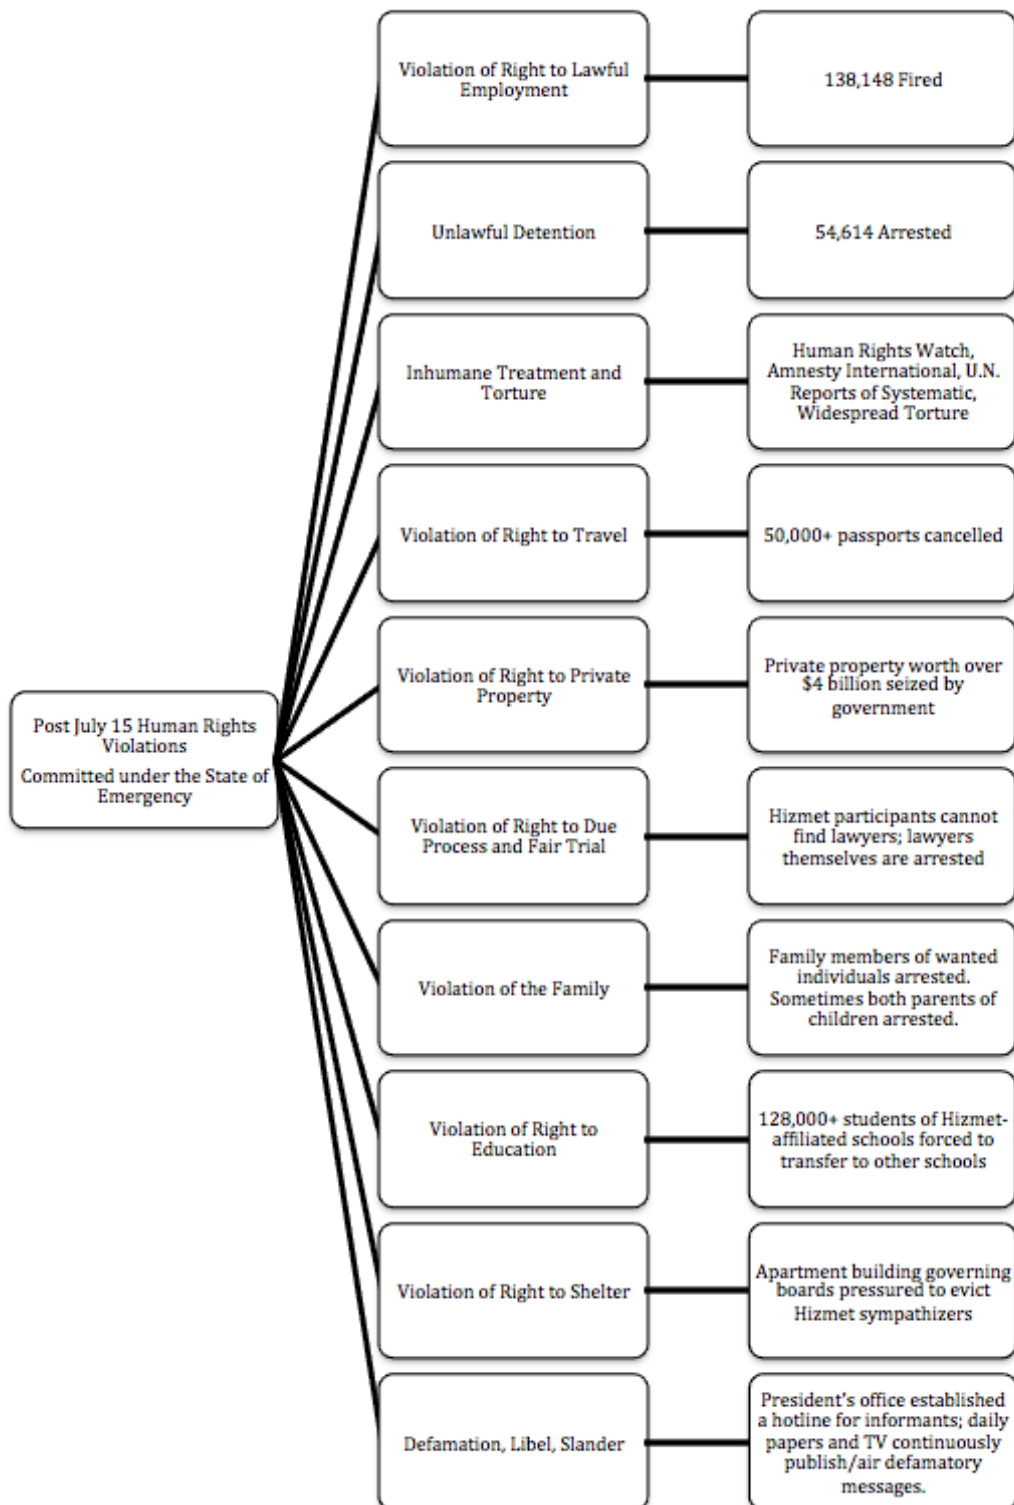 Violation of Right to Lawful
Employment
138,148 Fired
Unlawful Detention
54,614 Arrested
Inhumane Treatment and
Torture
Human Rights Watch,
Amnesty International, U.N.
Reports of Systematic,
Widespread Torture
Violation of Right to Travel
50,000+ passports cancelled
Violation of Right to Private
Property
Private property worth over
$4 billion seized by
government
Post July 15 Human Rights
Violations
Committed under the State of
Emergency
Violation of Right to Due
Process and Fair Trial
Hizmet participants cannot
find lawyers; lawyers
themselves are arrested
Violation of the Family
Family members of wanted
individuals arrested.
Sometimes both parents of
children arrested.
Violation of Right to
Education
128,000+ students of Hizmet-
affiliated schools forced to
transfer to other schools
Violation of Right to Shelter
Apartment building governing
boards pressured to evict
Hizmet sympathizers
Defamation, Libel, Slander
President's office established
a hotline for informants; daily
papers and TV continuously
publish/air defamatory
messages.